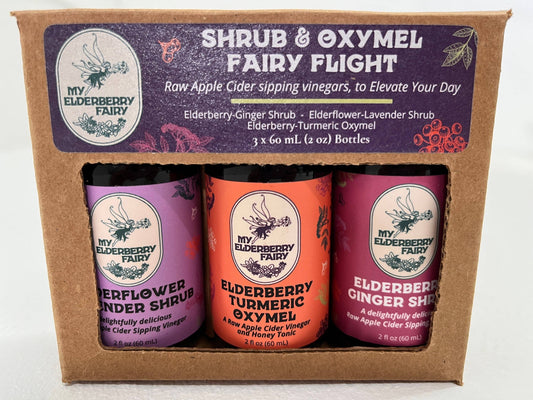 MY
ELDERBERRY
FAIRY
SHRUB & OXYMEL
FAIRY FLIGHT
Raw Apple Cider sipping vinegars, to Elevate Your Day
Elderberry-Ginger Shrub - Elderflower-Lavender Shrub
Elderberry-Turmeric Oxymel
3 x 60 mL (2 oz) Bottles
MY
ELDERBERRY
FAIRY
DERFLOWER
ENDER SHRUB
delightfully delicious
ple Cider Sipping Vinegar
2 fl oz (60 mL)
MY
ELDERBERRY
FAIRY
ELDERBERRY
TURMERIC
OXYMEL
A Raw Apple Cider Vinegar
and Honey Tonic
2 fl oz (60 mL)
MY
ELDERBERRY
FAIRY
ELDERBER
GINGER SHR
A delightfully
Raw Apple Cider Sipping
2 fl oz (60 mL)